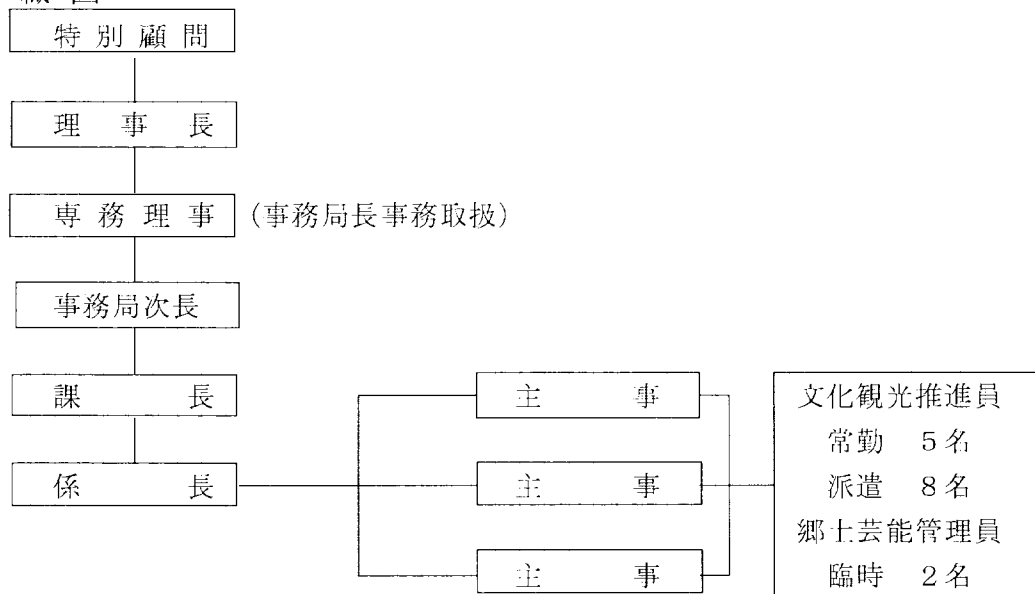 特別顧問
理事長
専務理事 (事務局長事務取扱)
事務局次長
課長
係長
主事
主事
主事
文化観光推進員
常勤 5名
派遣 8名
郷土芸能管理員
臨時 2名